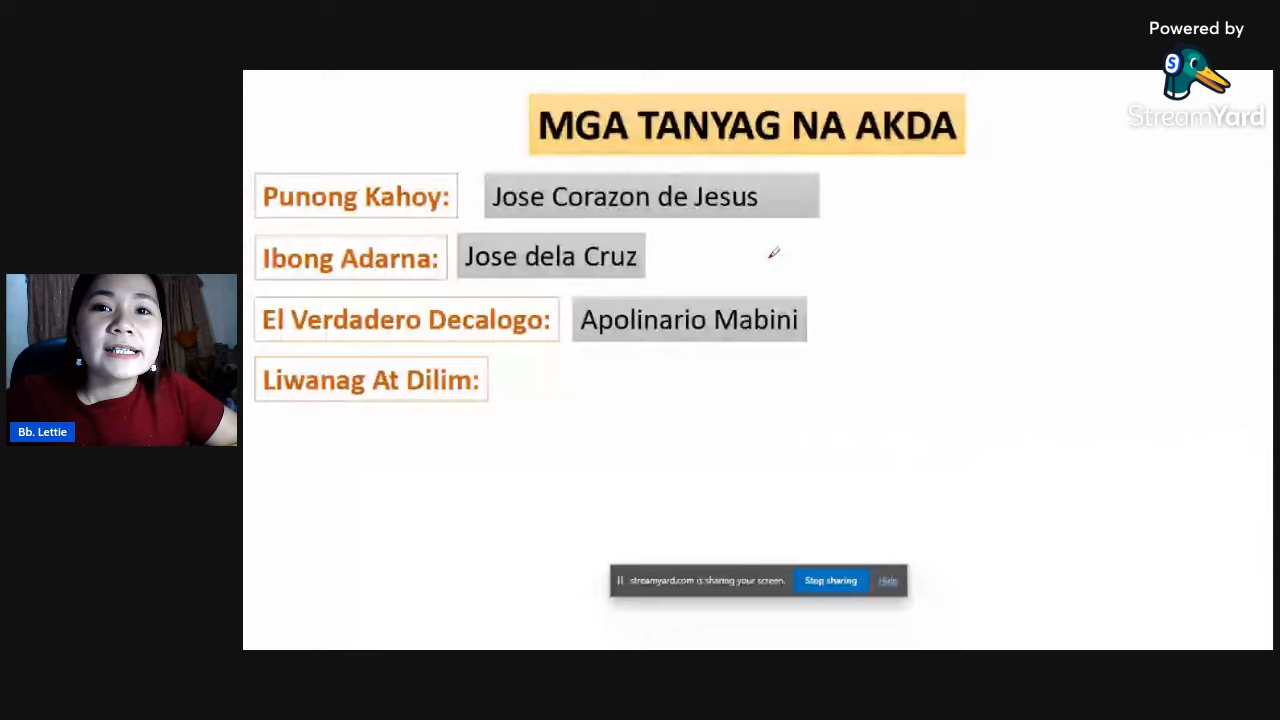 Powered by
StreamYard
MGA TANYAG NA AKDA
Punong Kahoy: Jose Corazon de Jesus
Ibong Adarna: Jose dela Cruz
El Verdadero Decalogo: Apolinario Mabini
Liwanag At Dilim:
Bb. Lettie
streamyard.com is sharing your screen. Stop sharing Hide